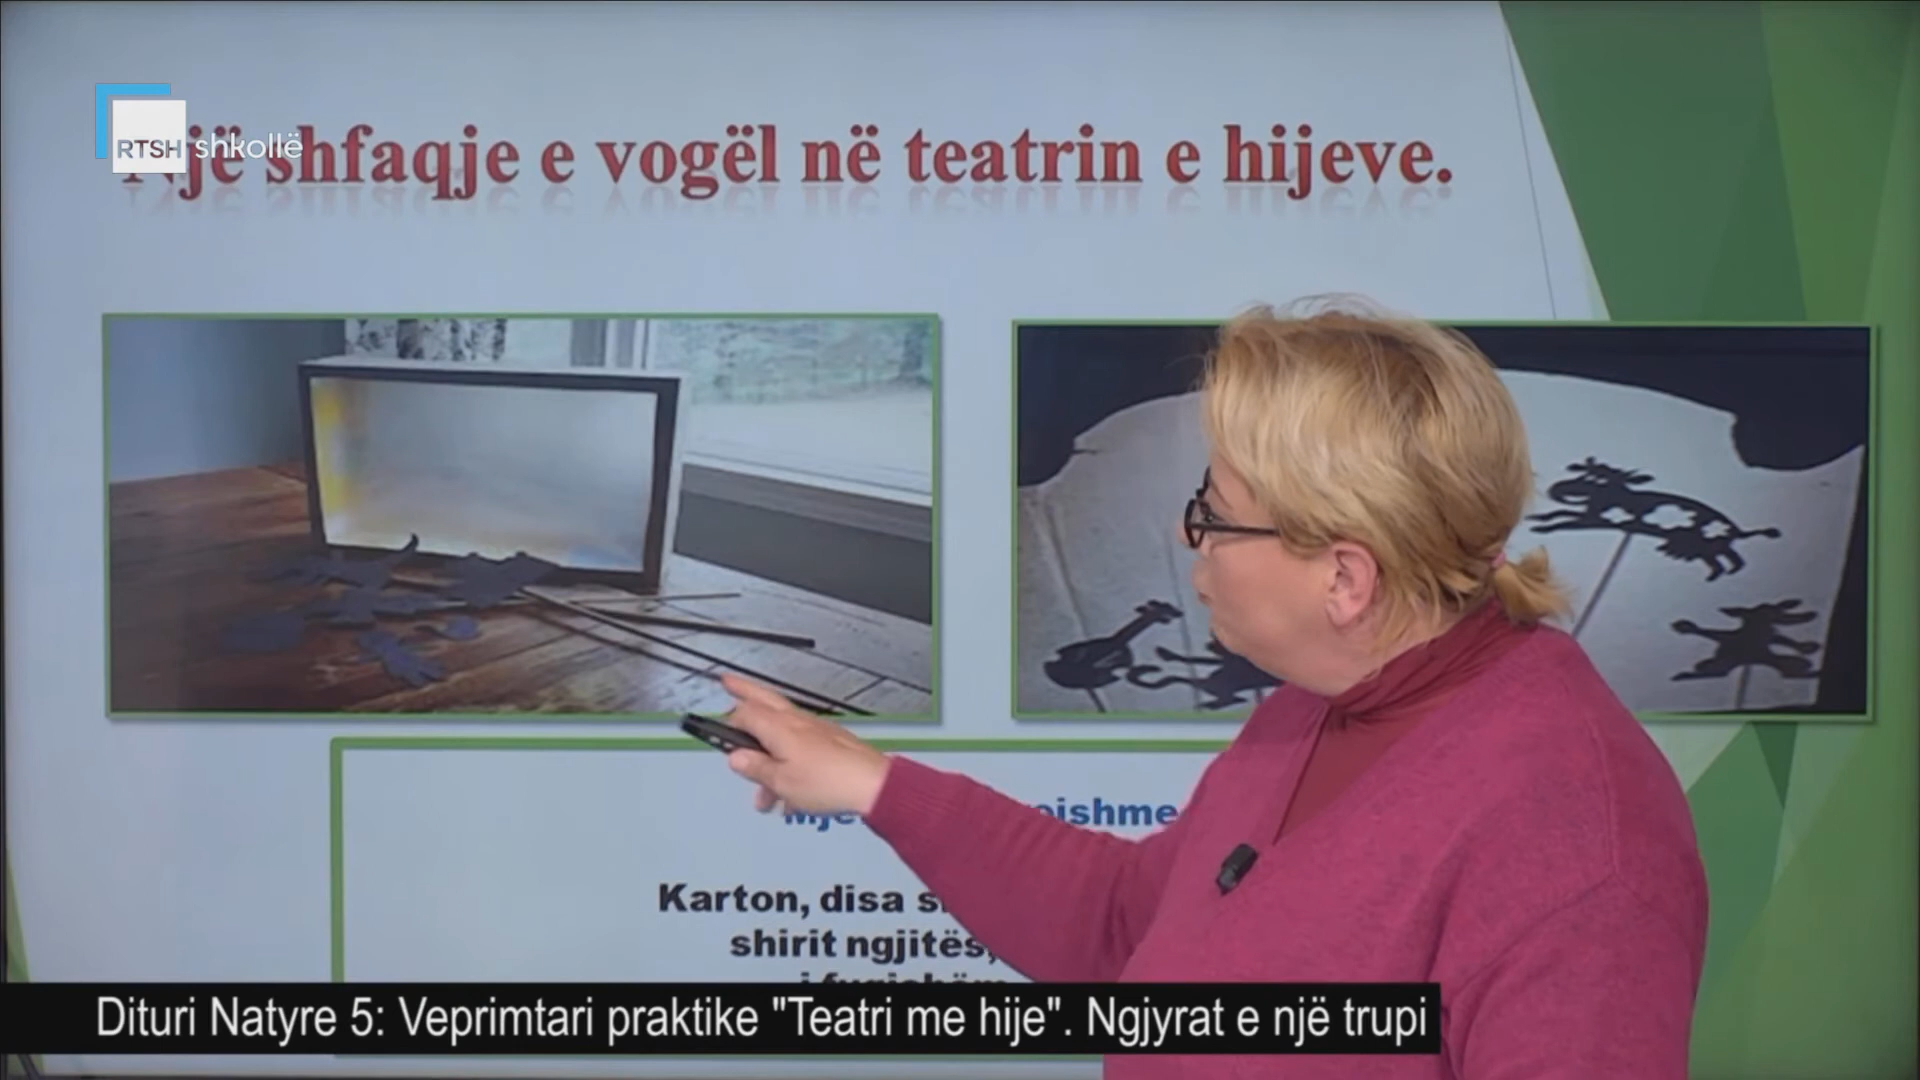 RTSH shkollë
Një shfaqje e vogël në teatrin e hijeve.
Karton, disa
shirit ngjitës,
Dituri Natyre 5: Veprimtari praktike "Teatri me hije". Ngjyrat e një trupi